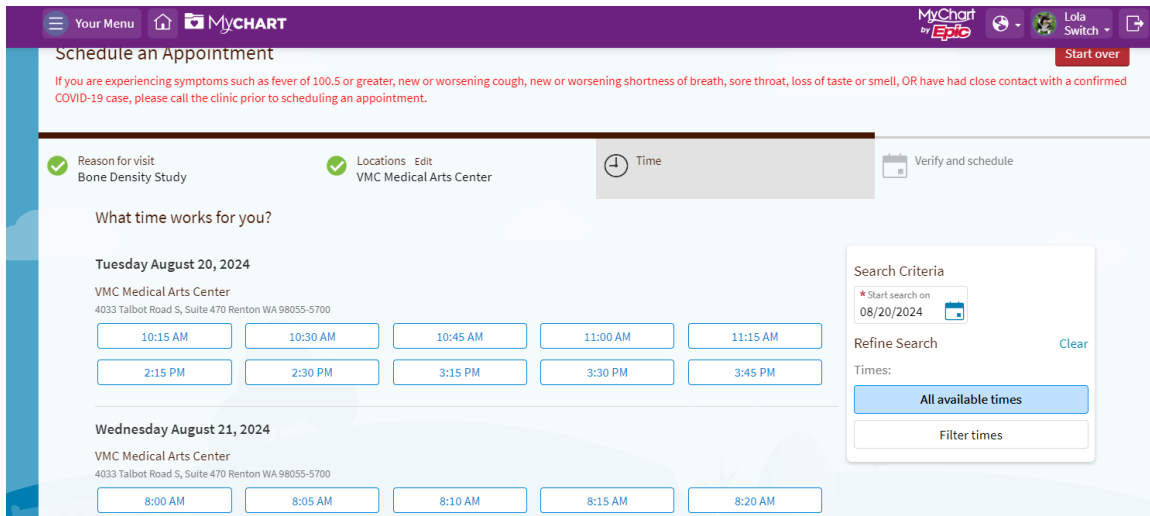 Your Menu
MyCHART
MyChart
by Epic
Lola
Switch
Schedule an Appointment
Start over
If you are experiencing symptoms such as fever of 100.5 or greater, new or worsening cough, new or worsening shortness of breath, sore throat, loss of taste or smell, OR have had close contact with a confirmed
COVID-19 case, please call the clinic prior to scheduling an appointment.
Reason for visit
Bone Density Study
Locations Edit
VMC Medical Arts Center
Time
Verify and schedule
What time works for you?
Tuesday August 20, 2024
VMC Medical Arts Center
4033 Talbot Road S, Suite 470 Renton WA 98055-5700
10:15 AM 10:30 AM 10:45 AM 11:00 AM 11:15 AM
2:15 PM 2:30 PM 3:15 PM 3:30 PM 3:45 PM
Wednesday August 21, 2024
VMC Medical Arts Center
4033 Talbot Road S, Suite 470 Renton WA 98055-5700
8:00 AM 8:05 AM 8:10 AM 8:15 AM 8:20 AM
Search Criteria
* Start search on
08/20/2024
Refine Search Clear
Times:
All available times
Filter times